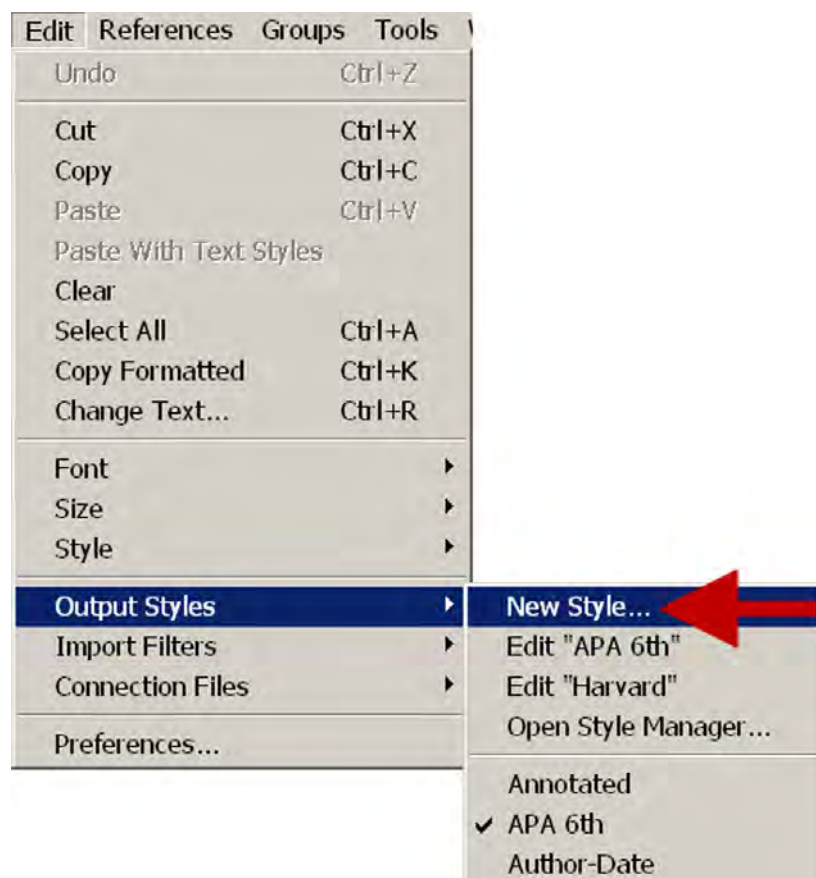 Edit References Groups Tools
Undo Ctrl+Z
Cut Ctrl+X
Copy Ctrl+C
Paste Ctrl+V
Paste With Text Styles
Clear
Select All Ctrl+A
Copy Formatted Ctrl+K
Change Text... Ctrl+R
Font
Size
Style
Output Styles
Import Filters
Connection Files
Preferences...
New Style...
Edit "APA 6th"
Edit "Harvard"
Open Style Manager...
Annotated
✓ APA 6th
Author-Date